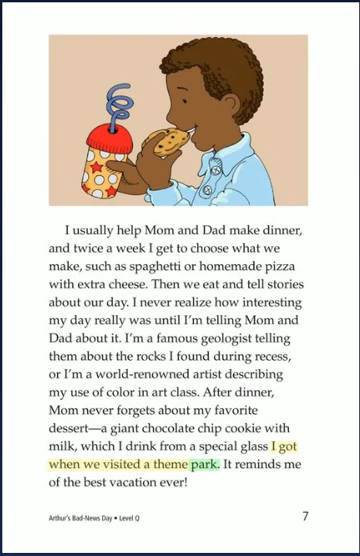 I usually help Mom and Dad make dinner,
and twice a week I get to choose what we
make, such as spaghetti or homemade pizza
with extra cheese. Then we eat and tell stories
about our day. I never realize how interesting
my day really was until I'm telling Mom and
Dad about it. I'm a famous geologist telling
them about the rocks I found during recess,
or I'm a world-renowned artist describing
my use of color in art class. After dinner,
Mom never forgets about my favorite
dessert—a giant chocolate chip cookie with
milk, which I drink from a special glass I got
when we visited a theme park. It reminds me
of the best vacation ever!
Arthur's Bad-News Day • Level Q 7